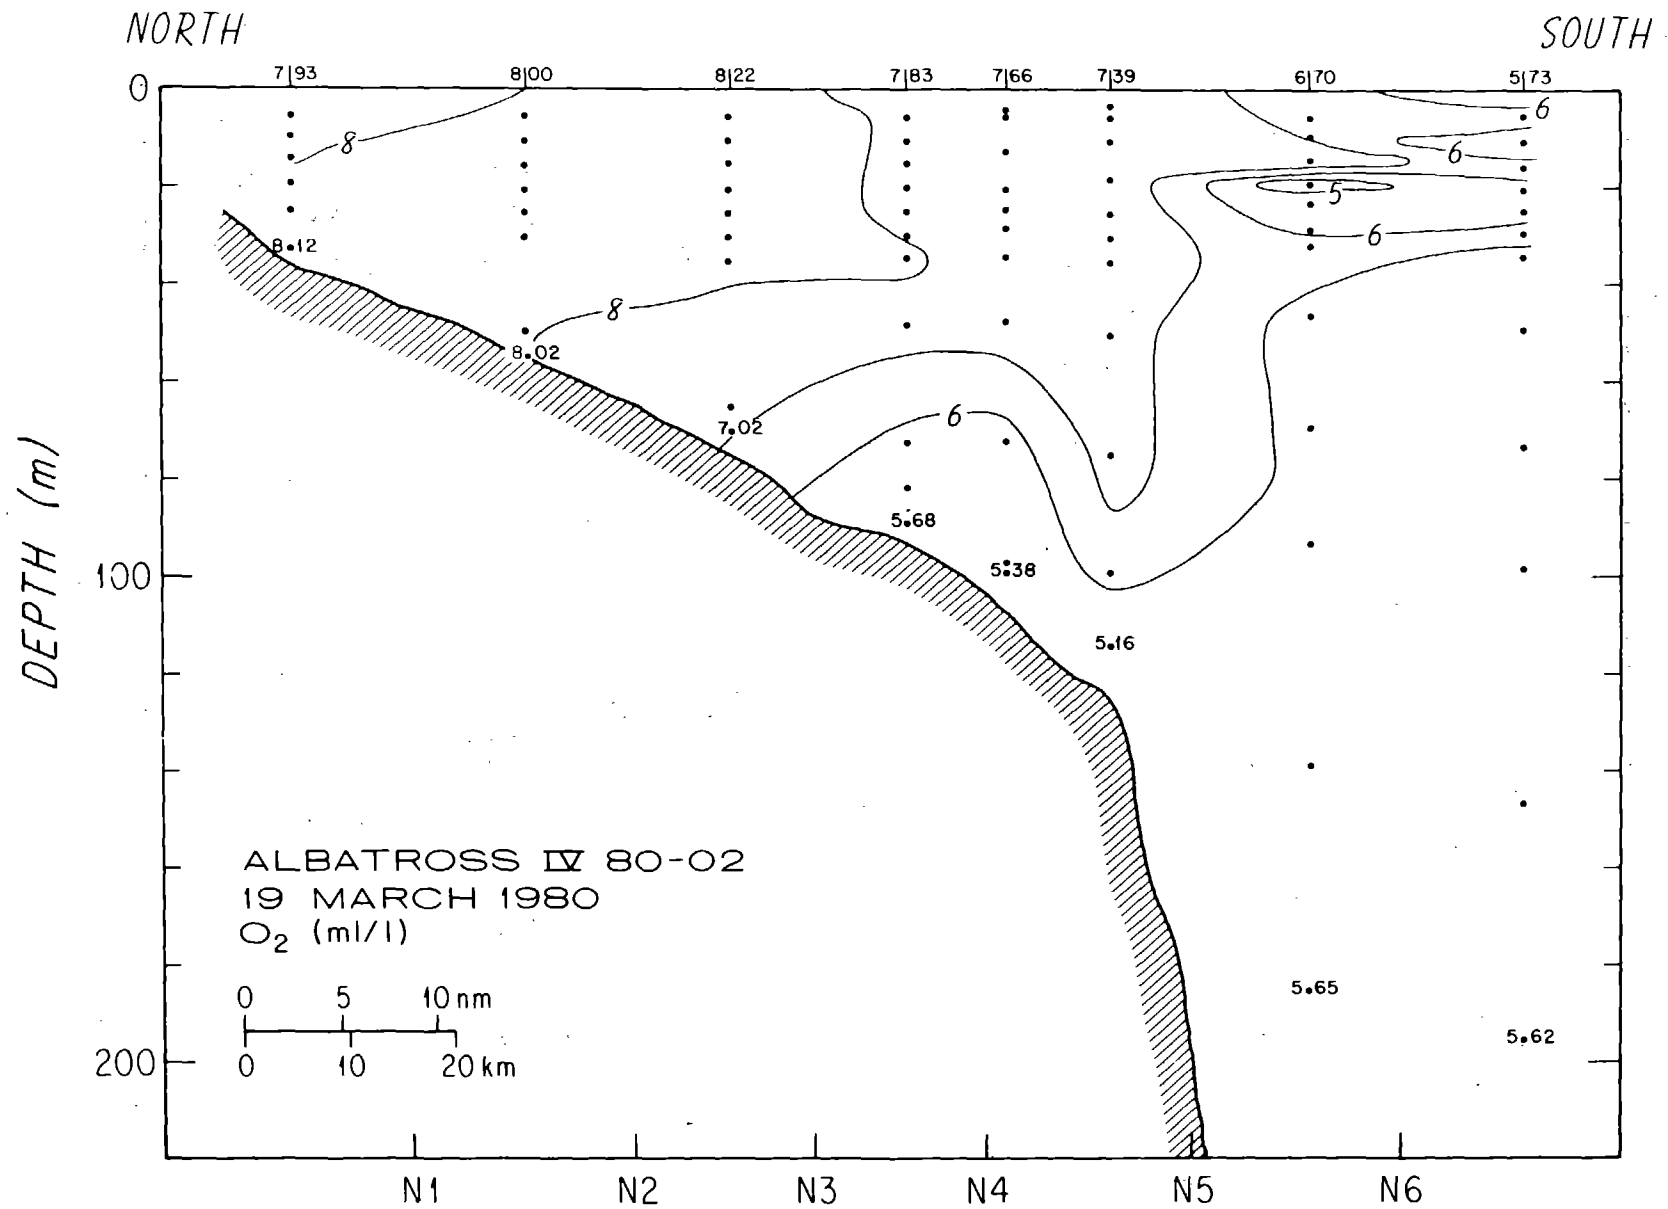 NORTH SOUTH
7|93 8|00 8|22 7|83 7|66 7|39 6|70 5|73
0
6
8
6
5
6
8.12
8
8.02
6
7.02
5.68
DEPTH (m)
100
5.38
5.16
ALBATROSS IV 80-02
19 MARCH 1980
O₂ (ml/l)
0 5 10 nm
5.65
0 10 20 km
5.62
200
N1 N2 N3 N4 N5 N6